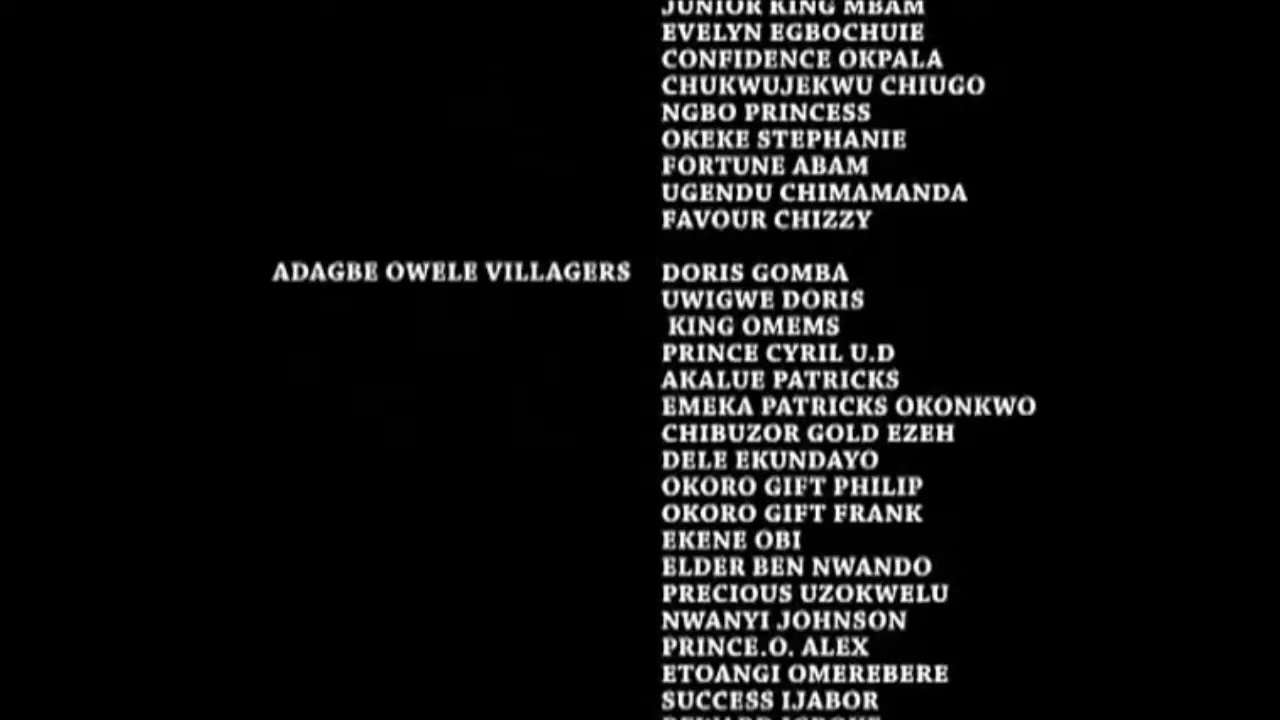 JUNIOR KING MBAM
EVELYN EGBOCHUIE
CONFIDENCE OKPALA
CHUKWUJEKWU CHIUGO
NGBO PRINCESS
OKEKE STEPHANIE
FORTUNE ABAM
UGENDU CHIMAMANDA
FAVOUR CHIZZY
ADAGBE OWELE VILLAGERS DORIS GOMBA
UWIGWE DORIS
KING OMEMS
PRINCE CYRIL U.D
AKALUE PATRICKS
EMEKA PATRICKS OKONKWO
CHIBUZOR GOLD EZEH
DELE EKUNDAYO
OKORO GIFT PHILIP
OKORO GIFT FRANK
EKENE OBI
ELDER BEN NWANDO
PRECIOUS UZOKWELU
NWANYI JOHNSON
PRINCE.O. ALEX
ETOANGI OMEREBERE
SUCCESS IJABOR